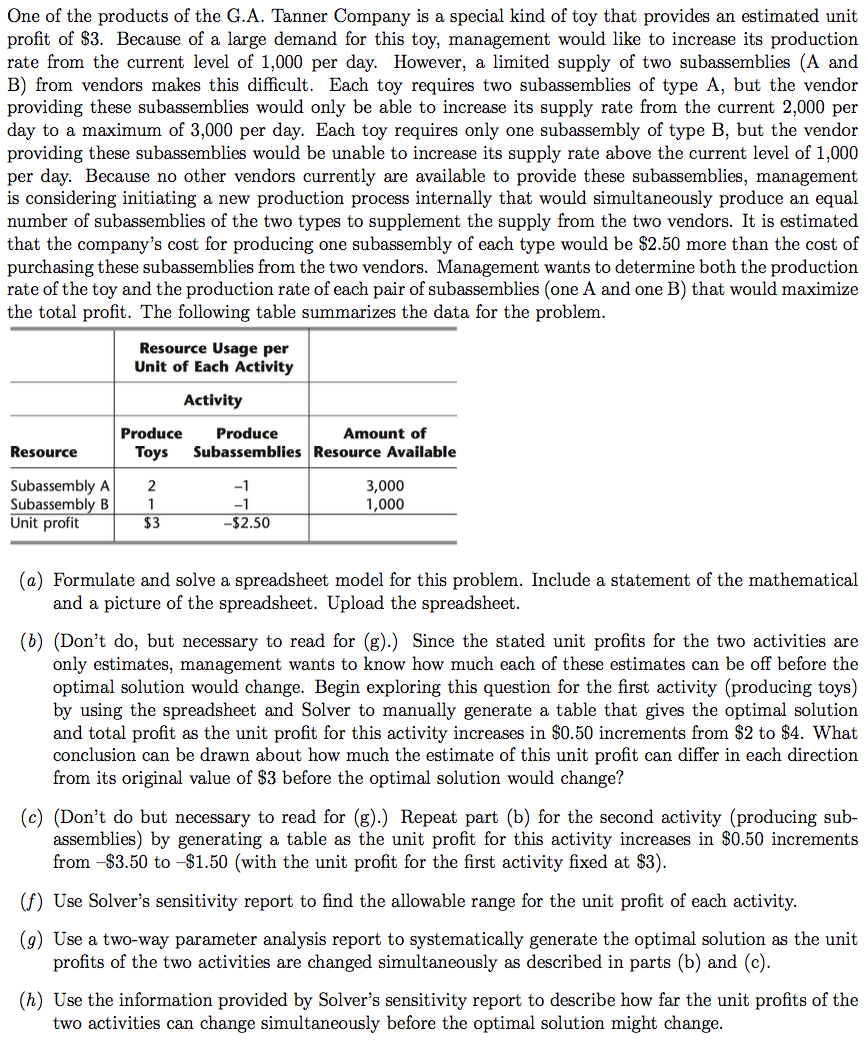 One of the products of the G.A. Tanner Company is a special kind of toy that provides an estimated unit
profit of $3. Because of a large demand for this toy, management would like to increase its production
rate from the current level of 1,000 per day. However, a limited supply of two subassemblies (A and
B) from vendors makes this difficult. Each toy requires two subassemblies of type A, but the vendor
providing these subassemblies would only be able to increase its supply rate from the current 2,000 per
day to a maximum of 3,000 per day. Each toy requires only one subassembly of type B, but the vendor
providing these subassemblies would be unable to increase its supply rate above the current level of 1,000
per day. Because no other vendors currently are available to provide these subassemblies, management
is considering initiating a new production process internally that would simultaneously produce an equal
number of subassemblies of the two types to supplement the supply from the two vendors. It is estimated
that the company's cost for producing one subassembly of each type would be $2.50 more than the cost of
purchasing these subassemblies from the two vendors. Management wants to determine both the production
rate of the toy and the production rate of each pair of subassemblies (one A and one B) that would maximize
the total profit. The following table summarizes the data for the problem.
Resource Usage per
Unit of Each Activity
Activity
Produce Produce Amount of
Resource Toys Subassemblies Resource Available
Subassembly A 2 –1 3,000
Subassembly B 1 –1 1,000
Unit profit $3 –$2.50
(a) Formulate and solve a spreadsheet model for this problem. Include a statement of the mathematical
and a picture of the spreadsheet. Upload the spreadsheet.
(b) (Don't do, but necessary to read for (g).) Since the stated unit profits for the two activities are
only estimates, management wants to know how much each of these estimates can be off before the
optimal solution would change. Begin exploring this question for the first activity (producing toys)
by using the spreadsheet and Solver to manually generate a table that gives the optimal solution
and total profit as the unit profit for this activity increases in $0.50 increments from $2 to $4. What
conclusion can be drawn about how much the estimate of this unit profit can differ in each direction
from its original value of $3 before the optimal solution would change?
(c) (Don't do but necessary to read for (g).) Repeat part (b) for the second activity (producing sub-
assemblies) by generating a table as the unit profit for this activity increases in $0.50 increments
from –$3.50 to –$1.50 (with the unit profit for the first activity fixed at $3).
(f) Use Solver's sensitivity report to find the allowable range for the unit profit of each activity.
(g) Use a two-way parameter analysis report to systematically generate the optimal solution as the unit
profits of the two activities are changed simultaneously as described in parts (b) and (c).
(h) Use the information provided by Solver's sensitivity report to describe how far the unit profits of the
two activities can change simultaneously before the optimal solution might change.